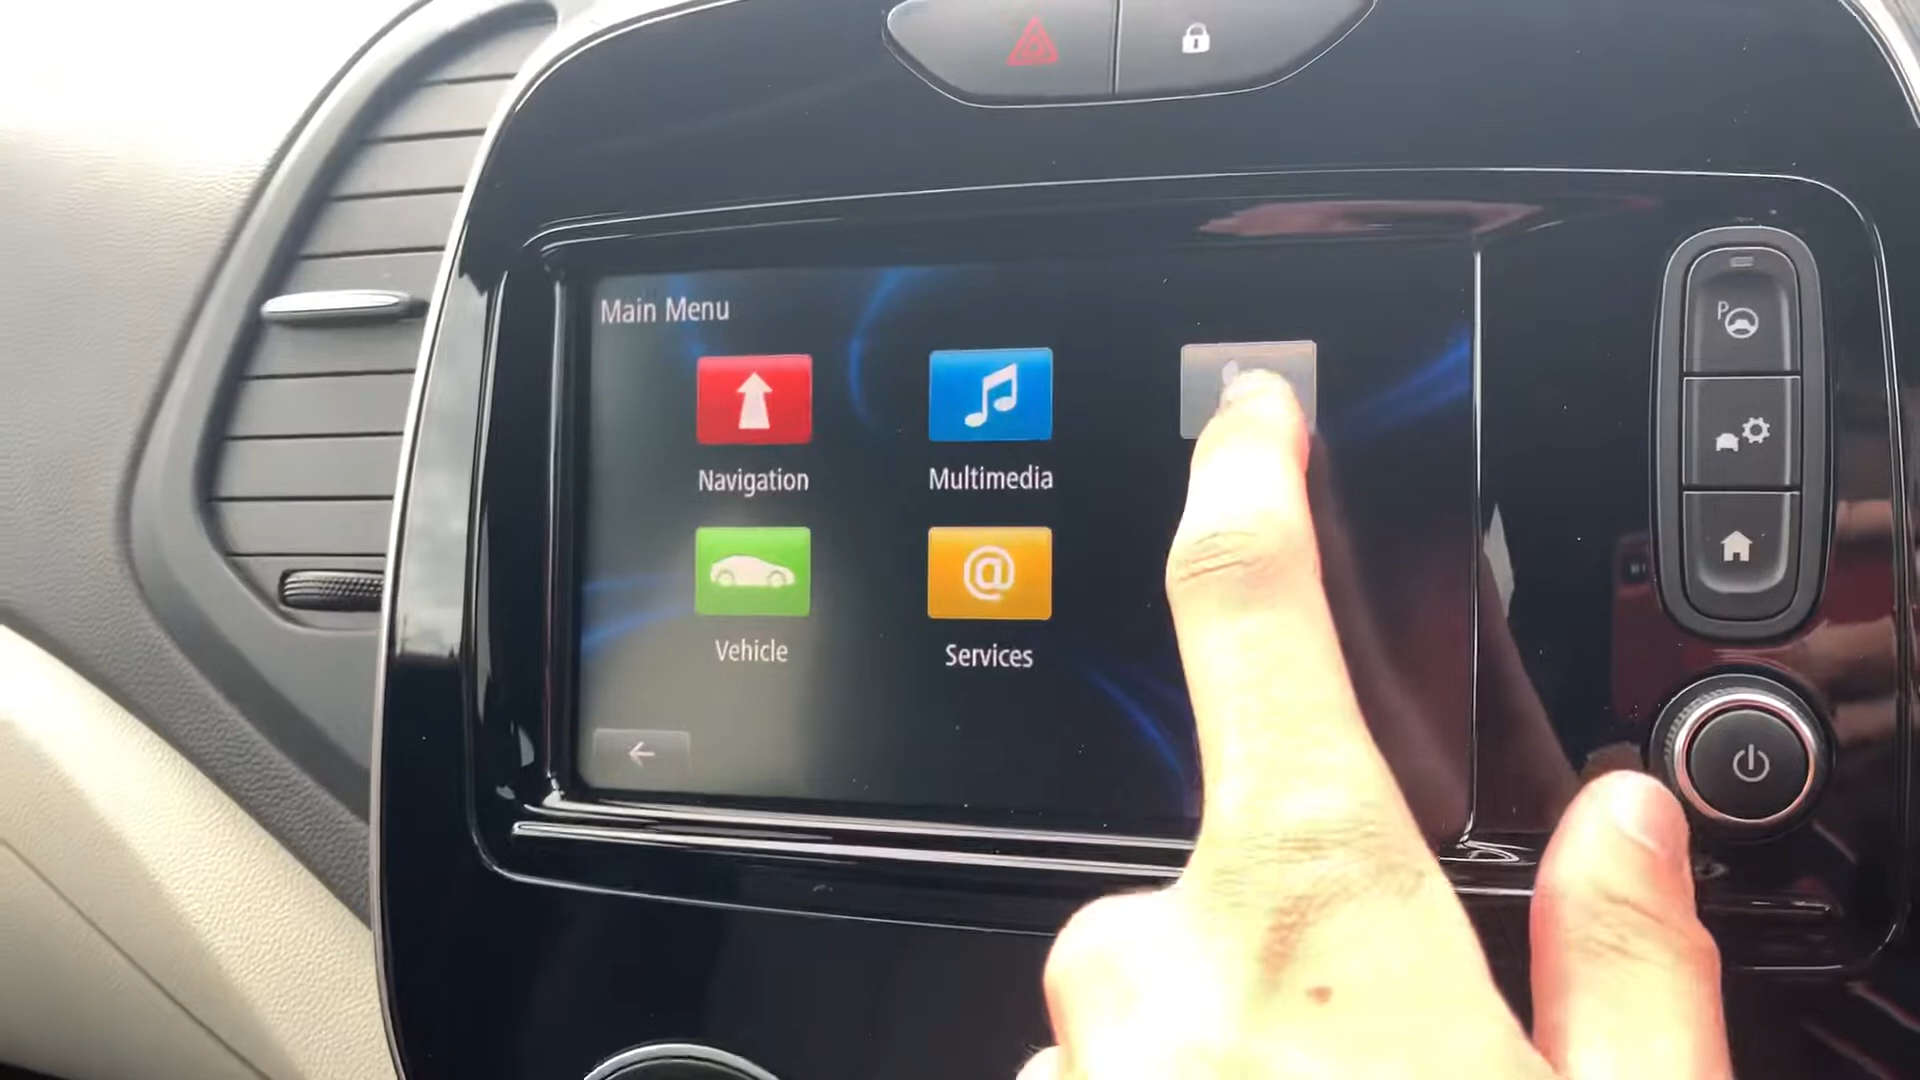 Main Menu
Navigation
Multimedia
Vehicle
@
Services
P